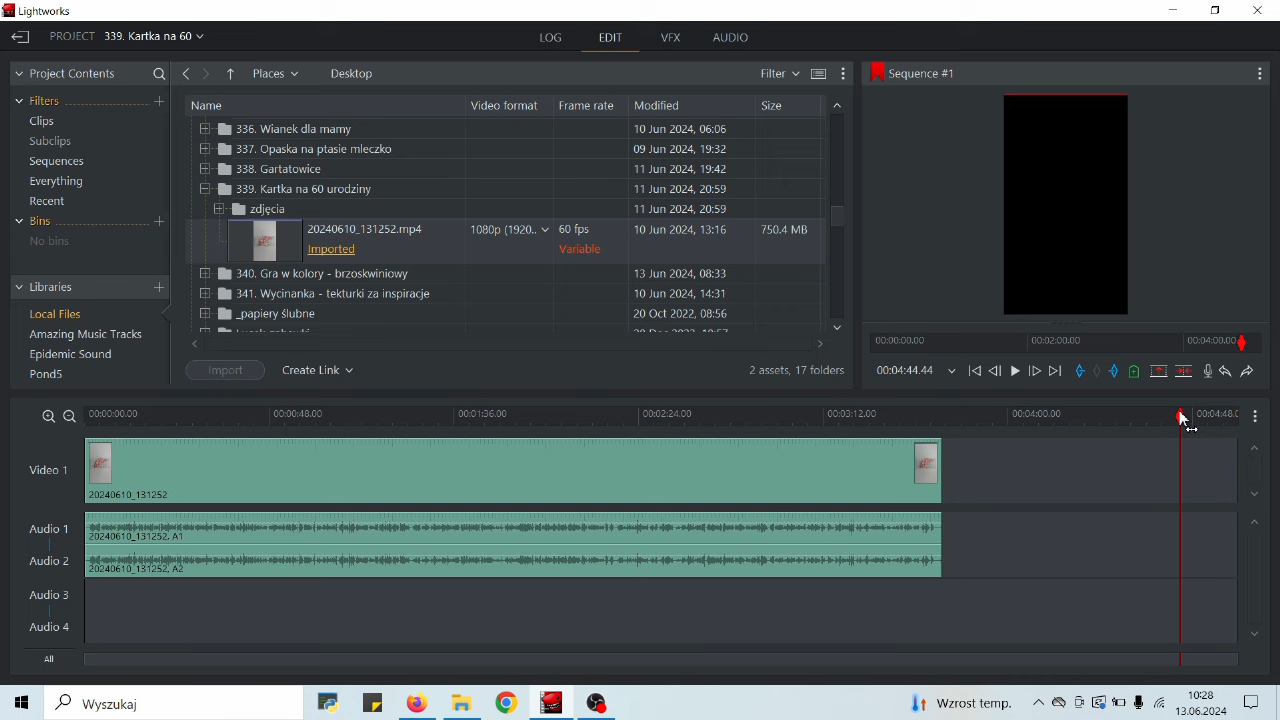 Lightworks
PROJECT 339. Kartka na 60
LOG EDIT VFX AUDIO
Project Contents
Places Desktop Filter
Sequence #1
Filters
Clips
Subclips
Sequences
Everything
Recent
Bins
No bins
Libraries
Local Files
Amazing Music Tracks
Epidemic Sound
Pond5
Name Video format Frame rate Modified Size
336. Wianek dla mamy 10 Jun 2024, 06:06
337. Opaska na ptasie mleczko 09 Jun 2024, 19:32
338. Gartatowice 11 Jun 2024, 19:42
339. Kartka na 60 urodziny 11 Jun 2024, 20:59
zdjęcia 11 Jun 2024, 20:59
20240610_131252.mp4 1080p (1920.. 60 fps 10 Jun 2024, 13:16 750.4 MB
Imported Variable
340. Gra w kolory - brzoskwiniowy 13 Jun 2024, 08:33
341. Wycinanka - tekturki za inspiracje 10 Jun 2024, 14:31
_papiery ślubne 20 Oct 2022, 08:56
Import Create Link 2 assets, 17 folders
00:00:00.00 00:02:00.00 00:04:00.00
00:04:44.44
00:00:00.00 00:00:48.00 00:01:36.00 00:02:24.00 00:03:12.00 00:04:00.00 00:04:48.0
Video 1
20240610_131252
Audio 1
20240610_131252, A1
Audio 2
20240610_131252, A2
Audio 3
Audio 4
All
Wyszukaj
Wzrost temp.
10:28
13.06.2024